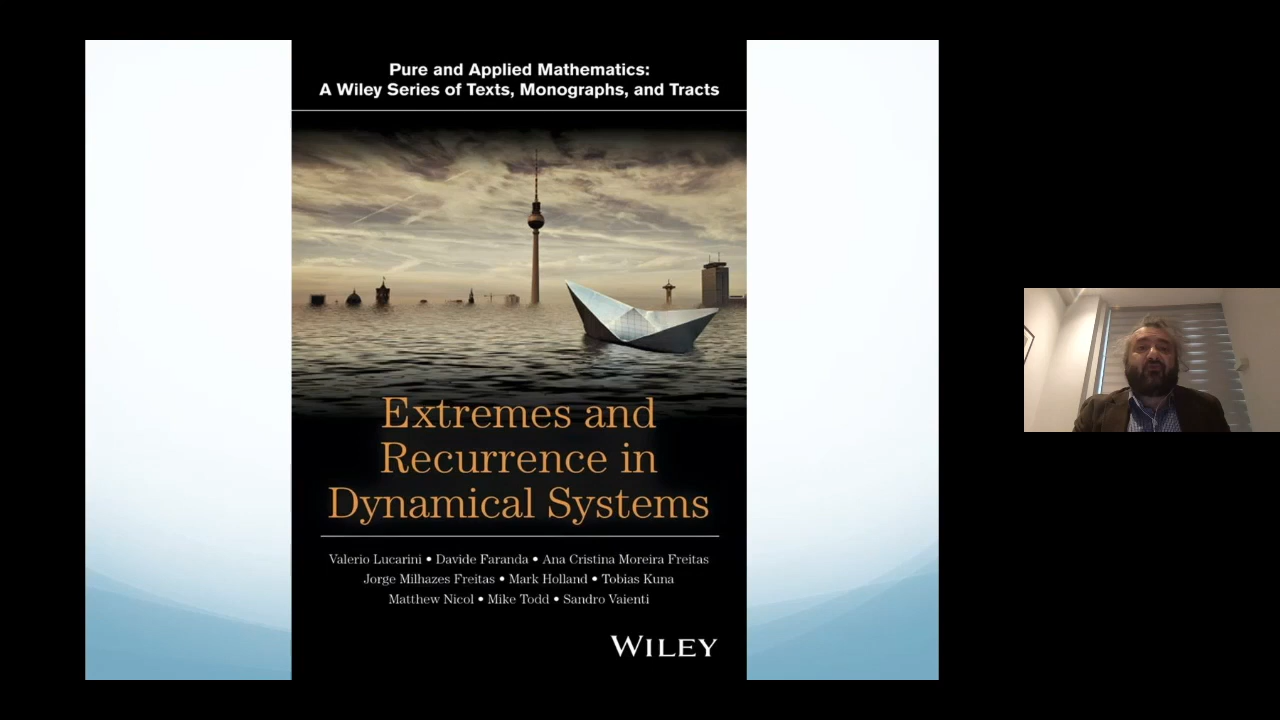 Pure and Applied Mathematics:
A Wiley Series of Texts, Monographs, and Tracts
Extremes and
Recurrence in
Dynamical Systems
Valerio Lucarini • Davide Faranda • Ana Cristina Moreira Freitas
Jorge Milhazes Freitas • Mark Holland • Tobias Kuna
Matthew Nicol • Mike Todd • Sandro Vaienti
WILEY